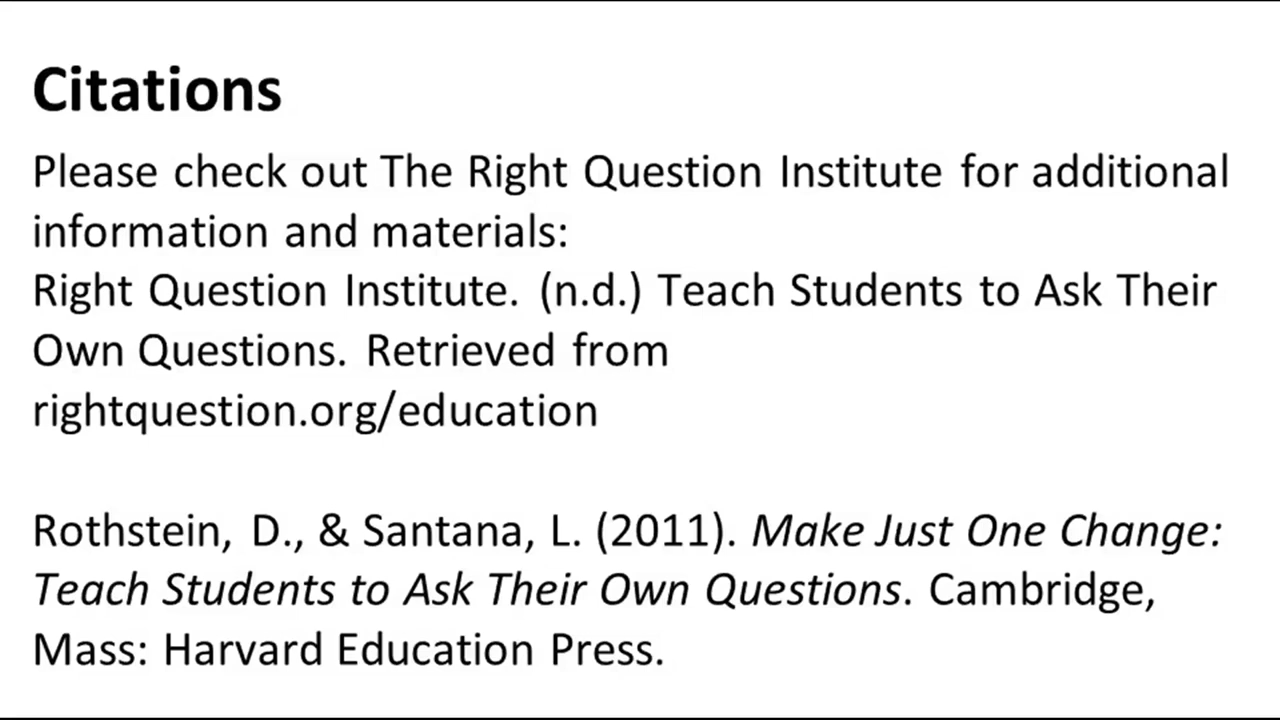 Citations
Please check out The Right Question Institute for additional
information and materials:
Right Question Institute. (n.d.) Teach Students to Ask Their
Own Questions. Retrieved from
rightquestion.org/education
Rothstein, D., & Santana, L. (2011). Make Just One Change:
Teach Students to Ask Their Own Questions. Cambridge,
Mass: Harvard Education Press.